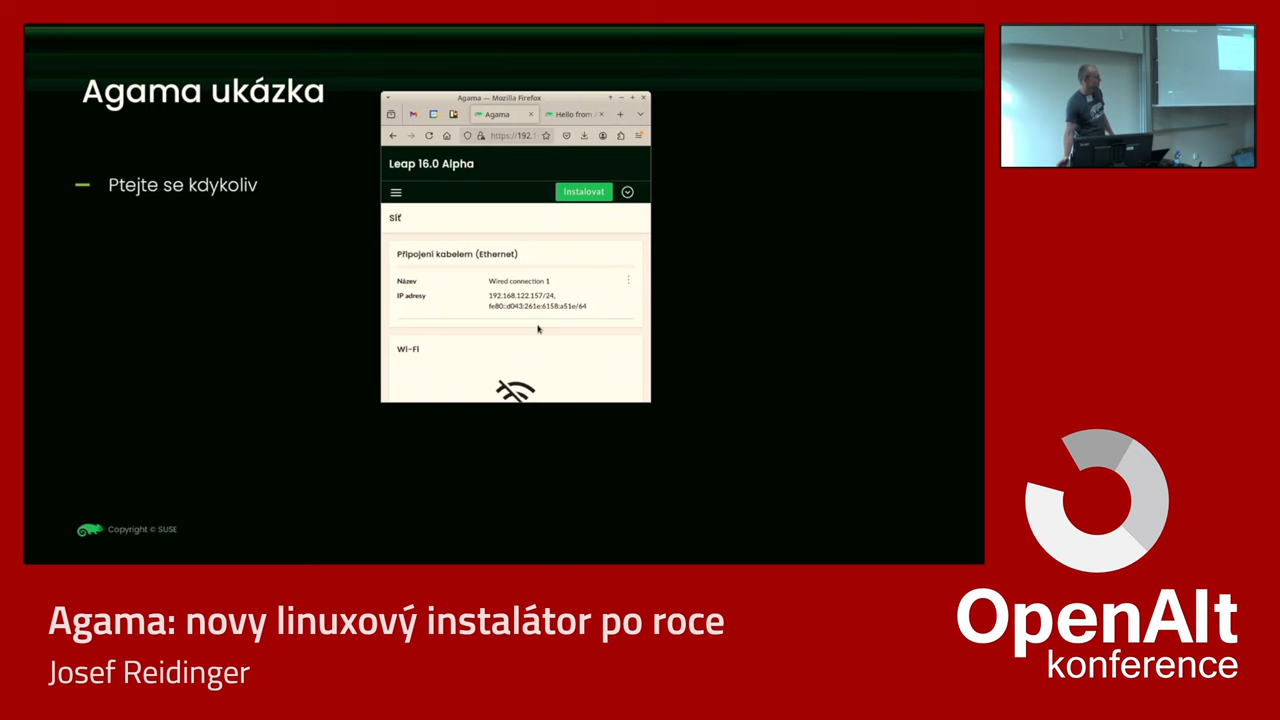 Agama ukázka
Ptejte se kdykoliv
Agama — Mozilla Firefox
Agama
Hello from
https://192.1
Leap 16.0 Alpha
Instalovat
Síť
Připojení kabelem (Ethernet)
Název Wired connection 1
IP adresy 192.168.122.157/24,
fe80::d043:261e:6158:a51e/64
Wi-Fi
Copyright © SUSE
Agama: novy linuxový instalátor po roce
Josef Reidinger
OpenAlt
konference